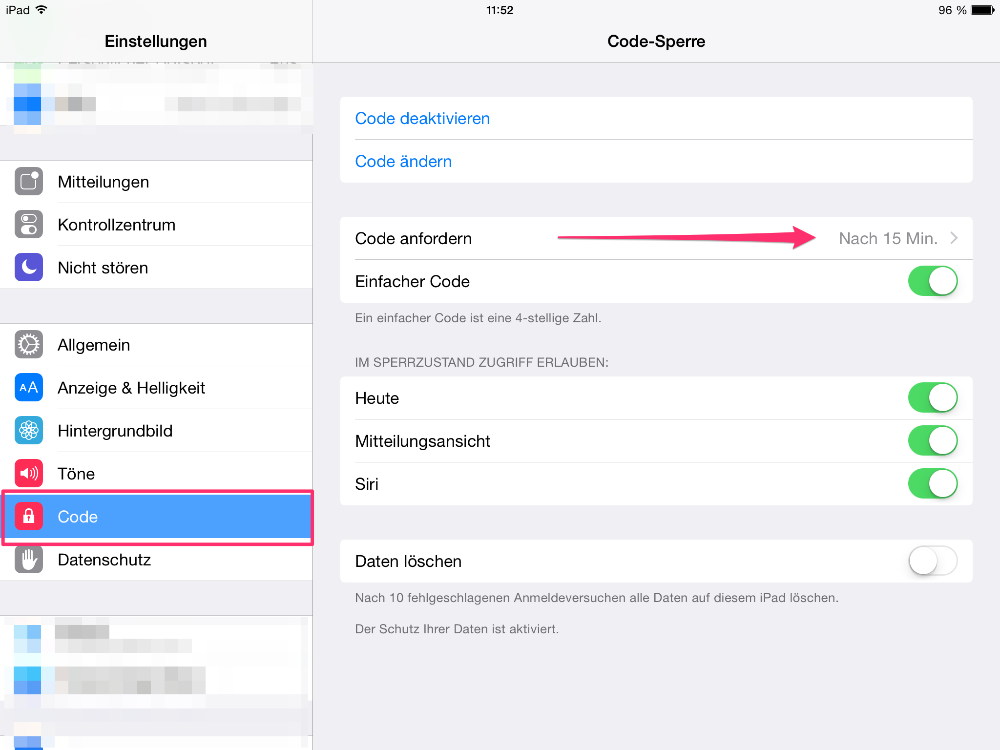 iPad
11:52
96 %
Einstellungen
Mitteilungen
Kontrollzentrum
Nicht stören
Allgemein
AA
Anzeige & Helligkeit
Hintergrundbild
Töne
Code
Datenschutz
Code-Sperre
Code deaktivieren
Code ändern
Code anfordern Nach 15 Min.
Einfacher Code
Ein einfacher Code ist eine 4-stellige Zahl.
IM SPERRZUSTAND ZUGRIFF ERLAUBEN:
Heute
Mitteilungsansicht
Siri
Daten löschen
Nach 10 fehlgeschlagenen Anmeldeversuchen alle Daten auf diesem iPad löschen.
Der Schutz Ihrer Daten ist aktiviert.